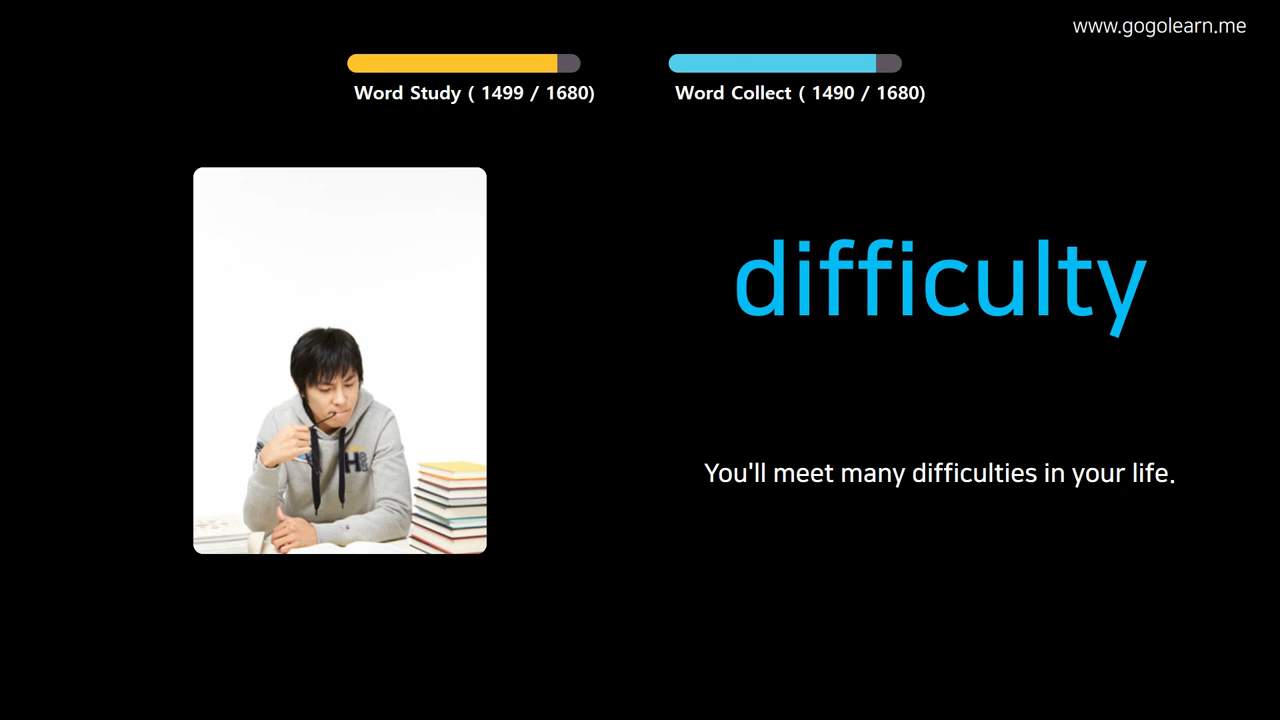 www.gogolearn.me
Word Study ( 1499 / 1680)
Word Collect ( 1490 / 1680)
difficulty
You'll meet many difficulties in your life.
H